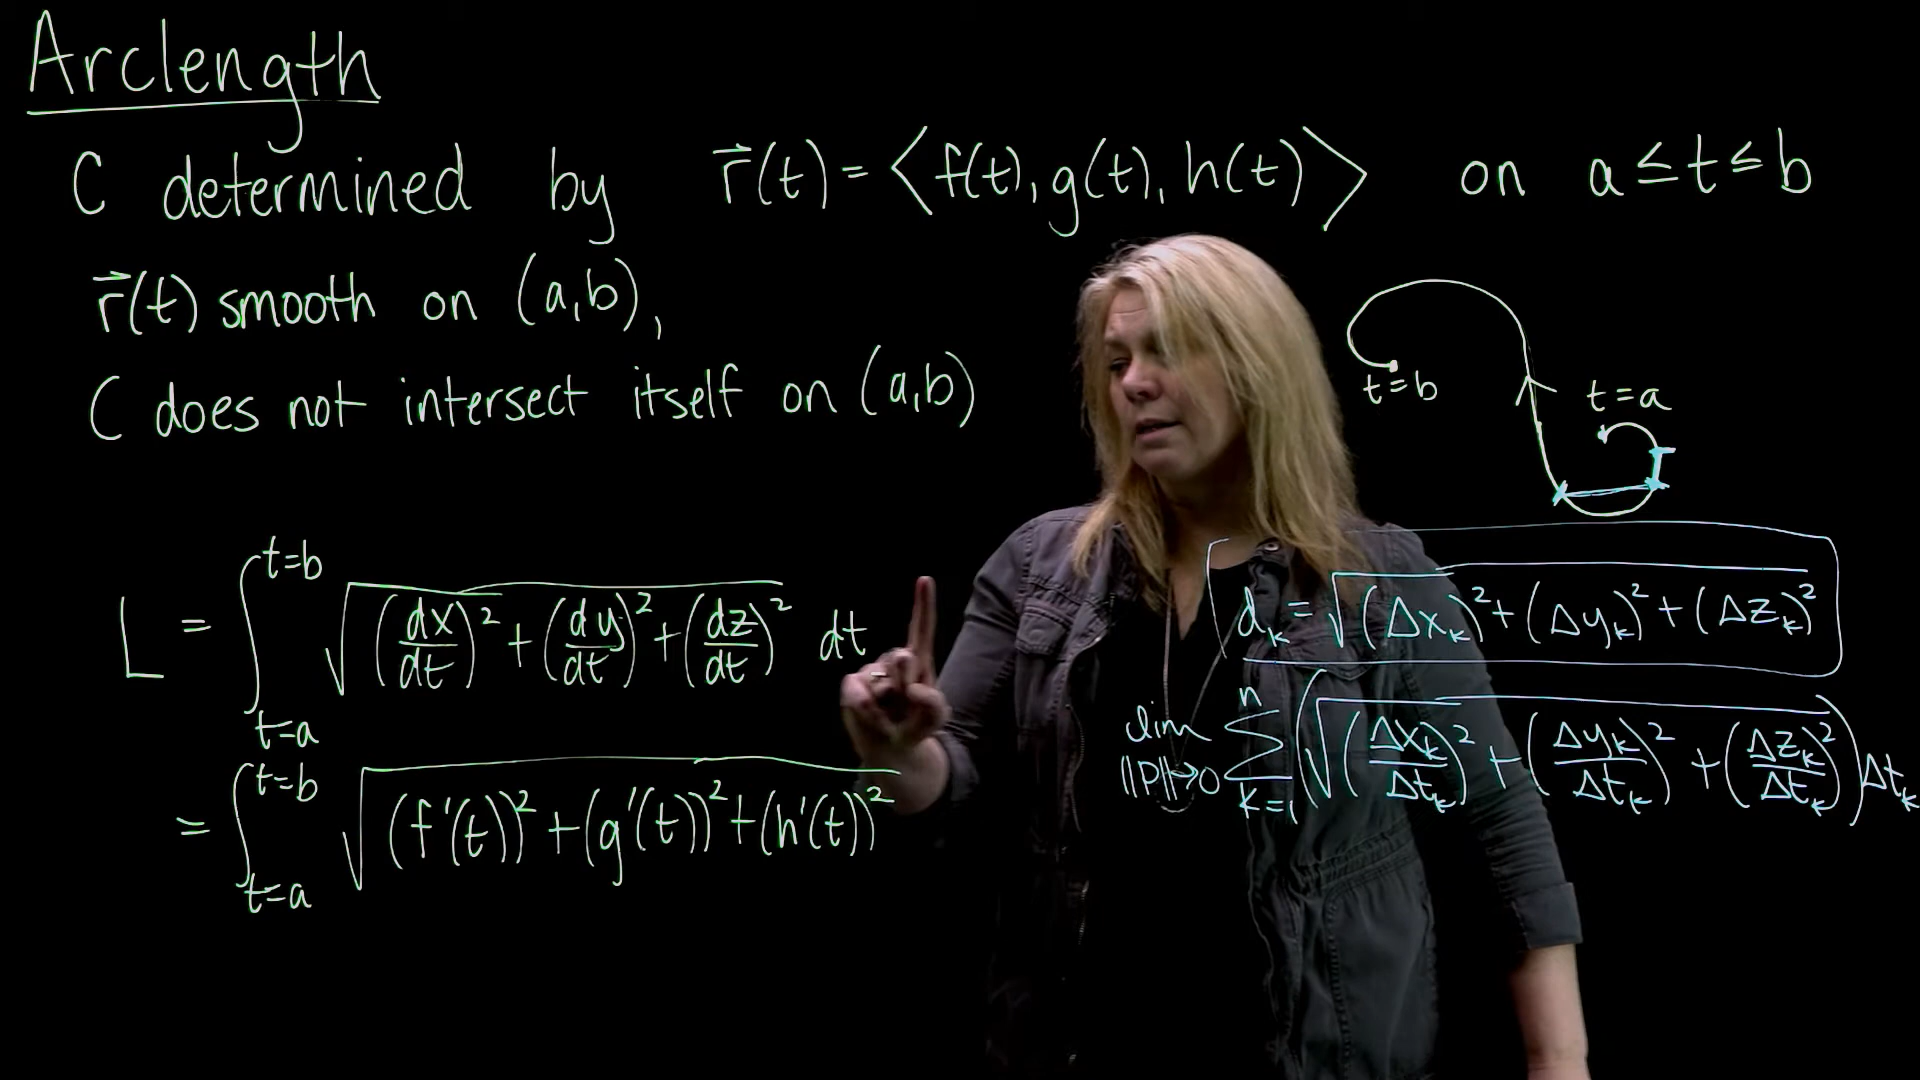 Arclength
C determined by r⃗(t) = ⟨f(t), g(t), h(t)⟩ on a ≤ t ≤ b
r⃗(t) smooth on (a,b),
C does not intersect itself on (a,b)
t=b
t=a
L = ∫_{t=a}^{t=b} √((dx/dt)² + (dy/dt)² + (dz/dt)²) dt
= ∫_{t=a}^{t=b} √((f'(t))² + (g'(t))² + (h'(t))²)
d_k = √((Δx_k)² + (Δy_k)² + (Δz_k)²)
lim_{||P||→0} Σ_{k=1}^{n} (√((Δx_k/Δt_k)² + (Δy_k/Δt_k)² + (Δz_k/Δt_k)²)) Δt_k